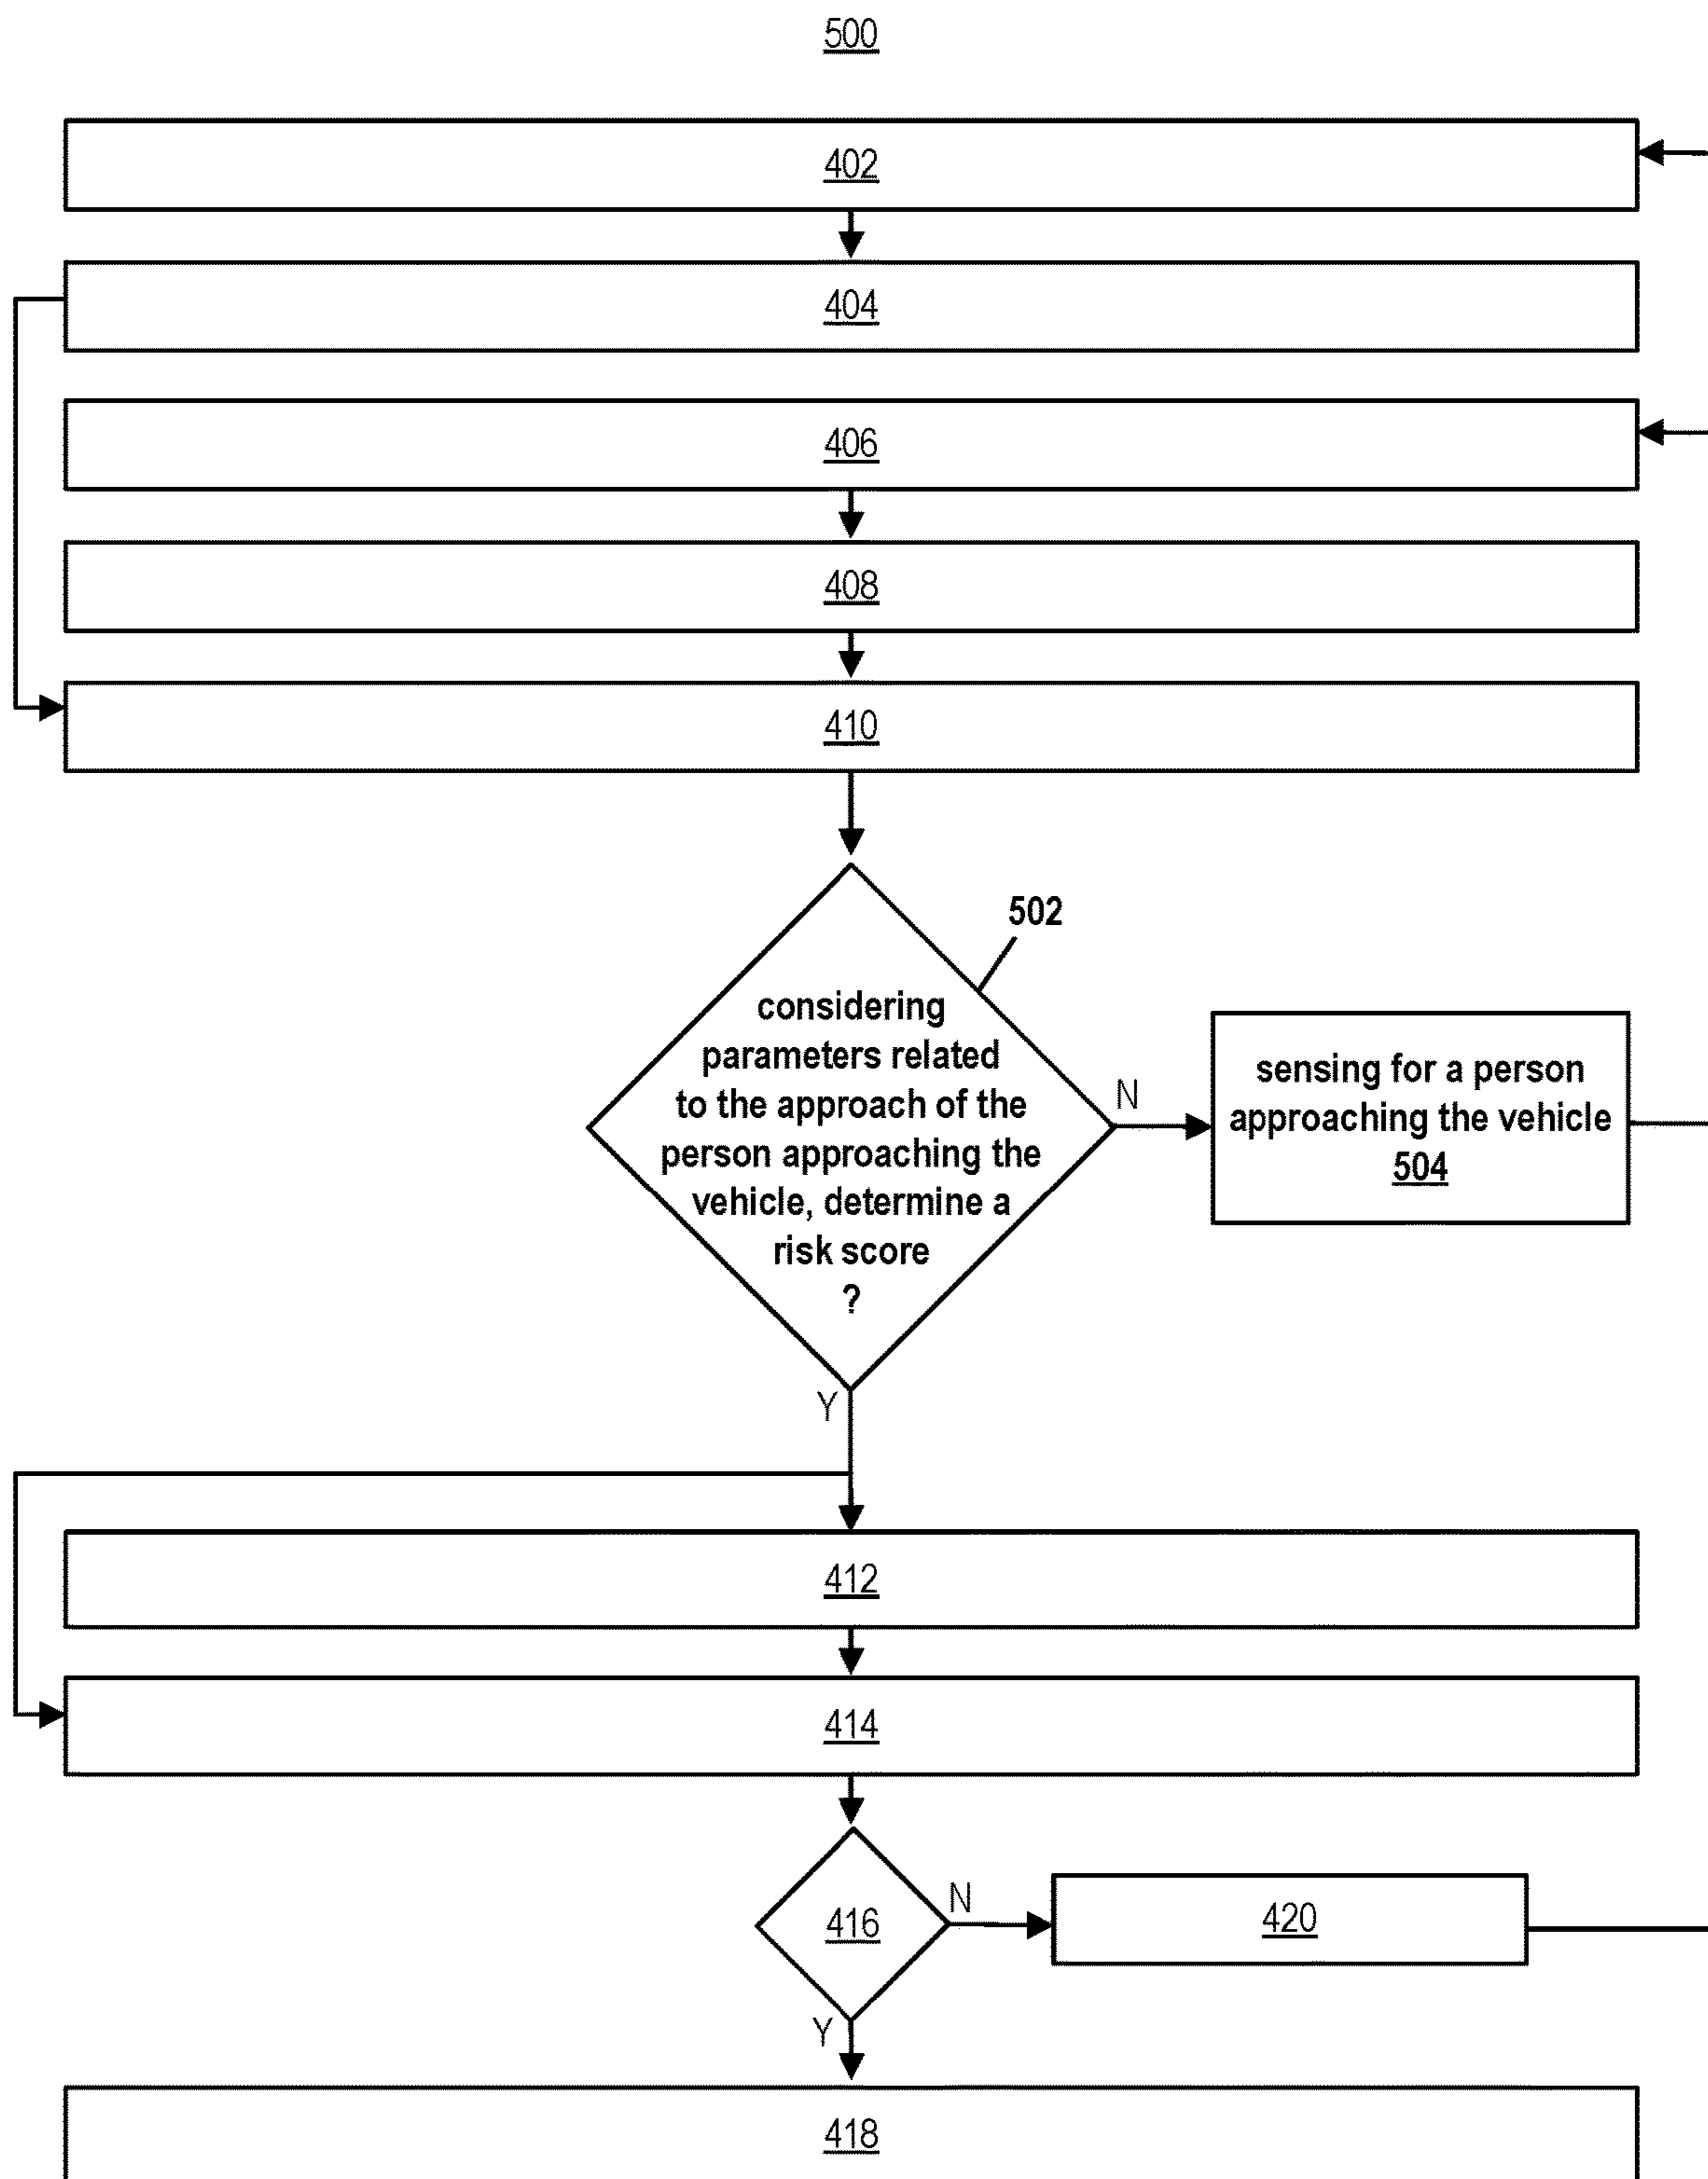 500
402
404
406
408
410
502
considering
parameters related
to the approach of the
person approaching the
vehicle, determine a
risk score
?
N
sensing for a person
approaching the vehicle
504
Y
412
414
416
N
420
Y
418